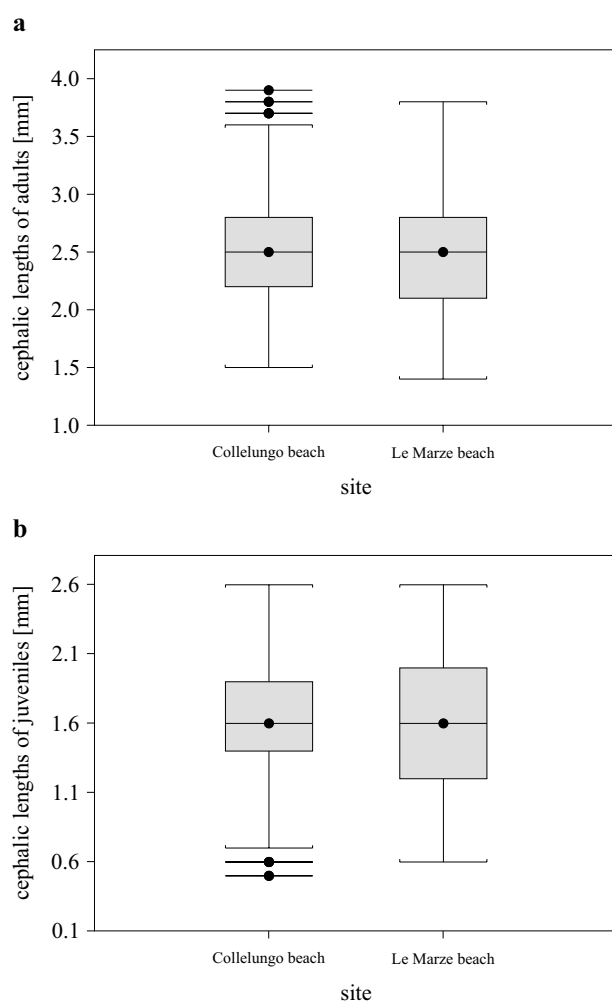 a
cephalic lengths of adults [mm]
4.0
3.5
3.0
2.5
2.0
1.5
1.0
Collelungo beach
Le Marze beach
site
b
cephalic lengths of juveniles [mm]
2.6
2.1
1.6
1.1
0.6
0.1
Collelungo beach
Le Marze beach
site